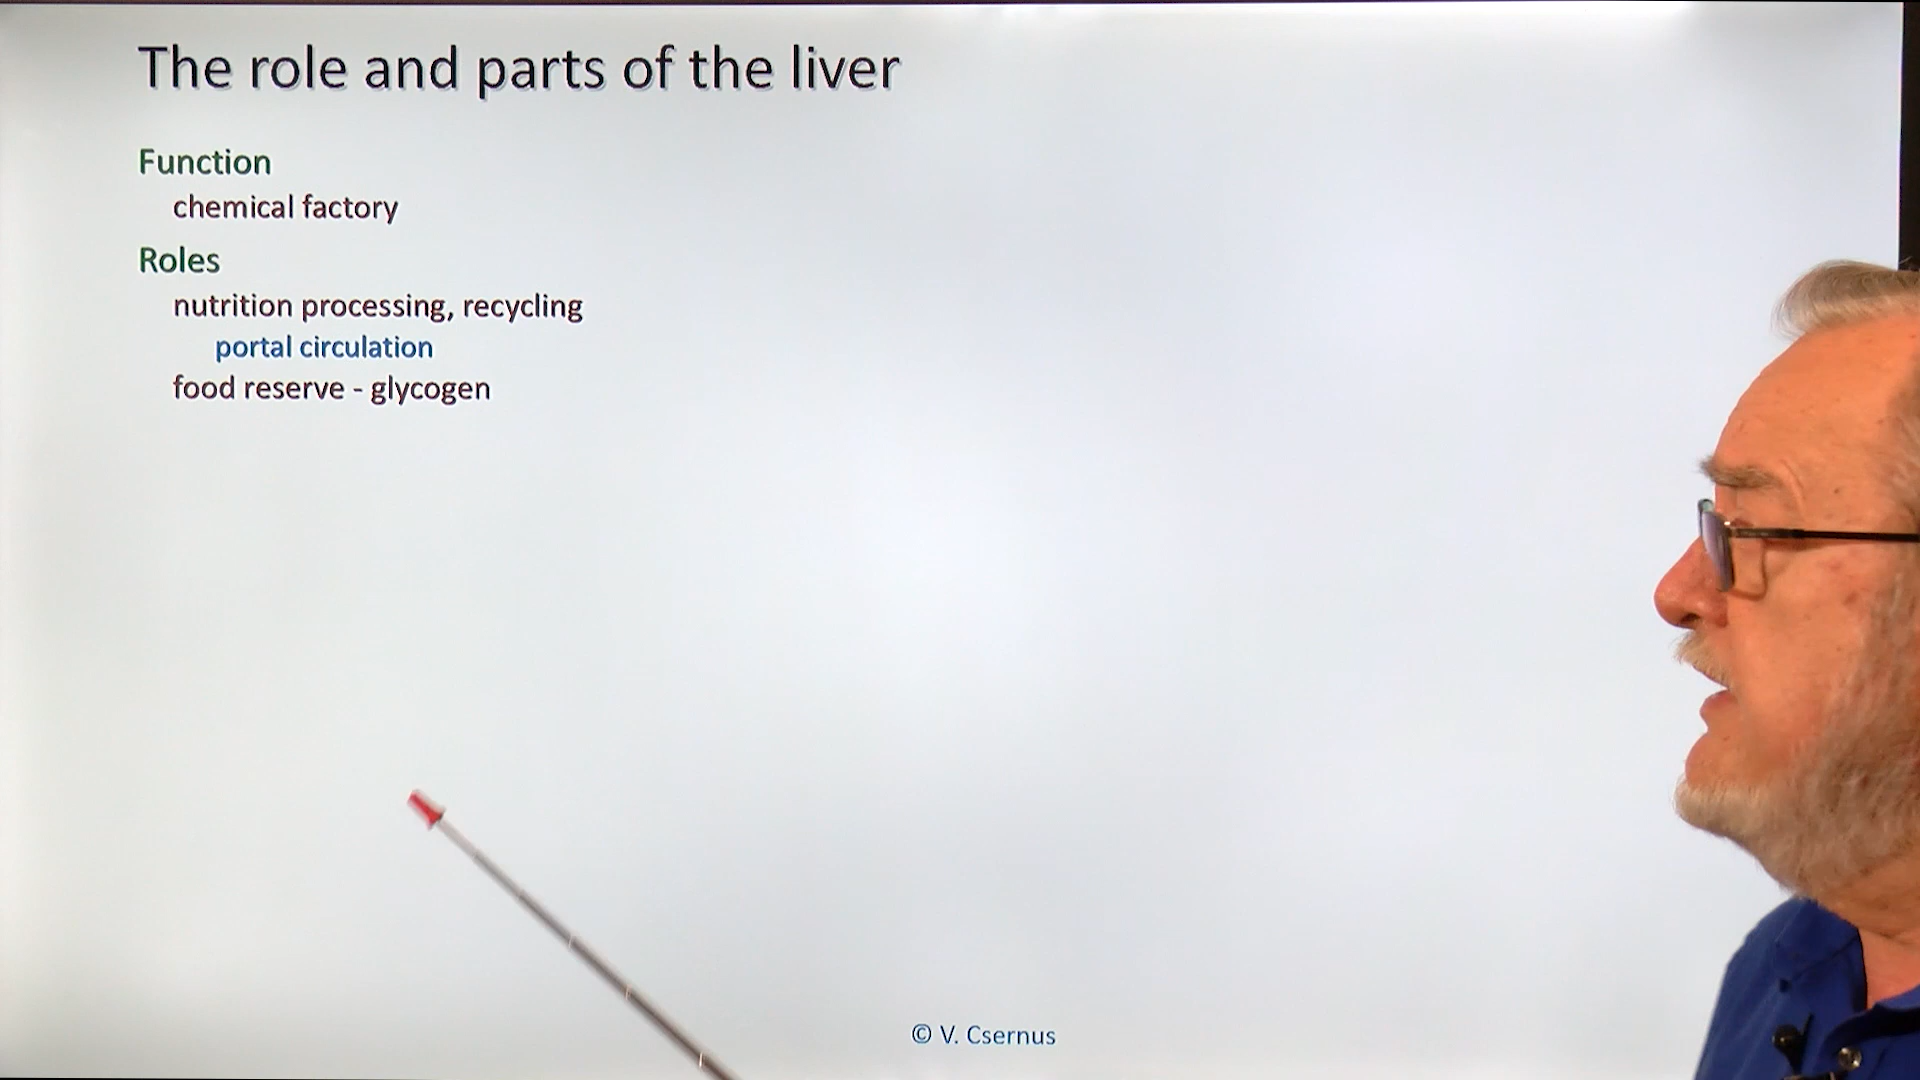 The role and parts of the liver
Function
chemical factory
Roles
nutrition processing, recycling
portal circulation
food reserve - glycogen
© V. Csernus